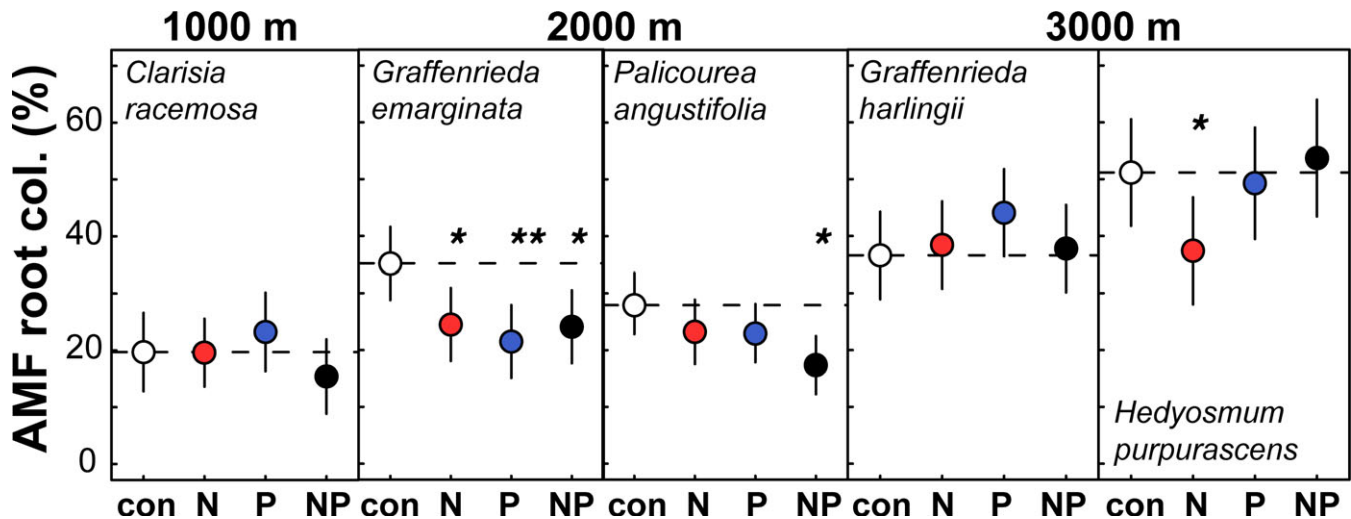 1000 m 2000 m 3000 m
Clarisia
racemosa
Graffenrieda
emarginata
Palicourea
angustifolia
Graffenrieda
harlingii
Hedyosmum
purpurascens
AMF root col. (%)
60
40
20
0
* ** *
*
*
con N P NP con N P NP con N P NP con N P NP con N P NP